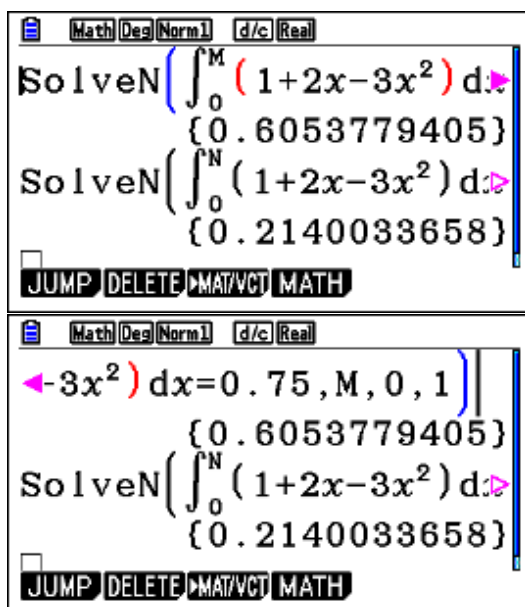 Math Deg Norm1 d/c Real
SolveN(∫₀ᴹ(1+2x-3x²)dx
{0.6053779405}
SolveN(∫₀ᴺ(1+2x-3x²)dx
{0.2140033658}
JUMP DELETE ▶MAT/VCT MATH
Math Deg Norm1 d/c Real
-3x²)dx=0.75,M,0,1)
{0.6053779405}
SolveN(∫₀ᴺ(1+2x-3x²)dx
{0.2140033658}
JUMP DELETE ▶MAT/VCT MATH